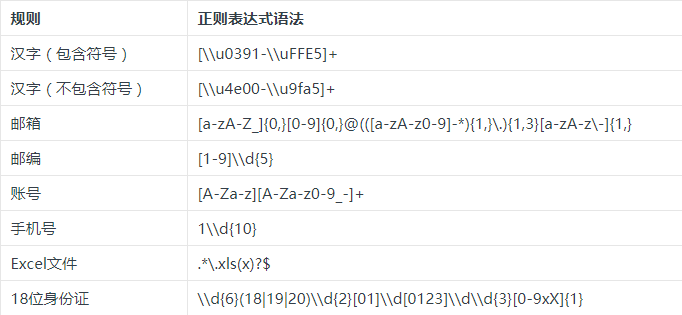 规则 正则表达式语法
汉字（包含符号） [\\u0391-\\uFFE5]+
汉字（不包含符号） [\\u4e00-\\u9fa5]+
邮箱 [a-zA-Z_]{0,}[0-9]{0,}@(([a-zA-z0-9]-*){1,}\.){1,3}[a-zA-z\-]{1,}
邮编 [1-9]\\d{5}
账号 [A-Za-z][A-Za-z0-9_-]+
手机号 1\\d{10}
Excel文件 .*\.xls(x)?$
18位身份证 \\d{6}(18|19|20)\\d{2}[01]\\d[0123]\\d\\d{3}[0-9xX]{1}